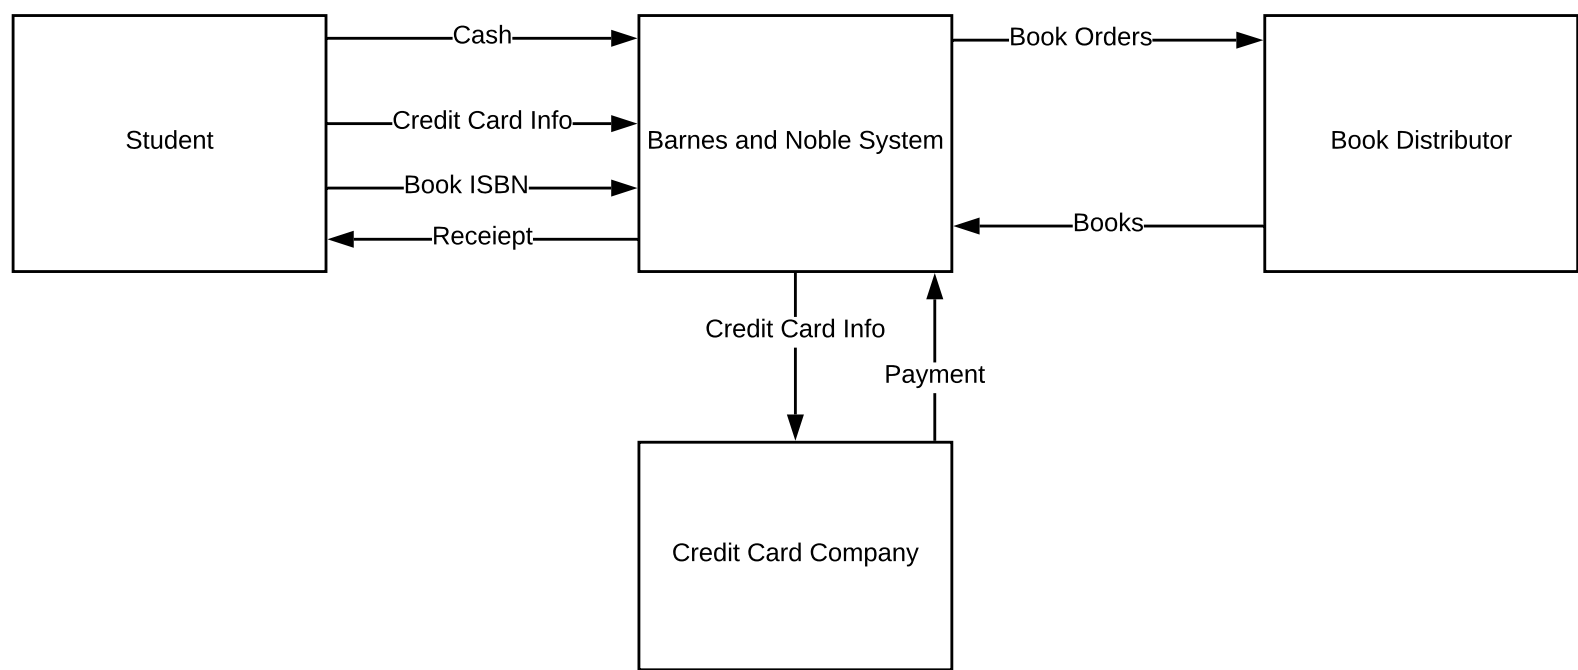 Cash
Book Orders
Credit Card Info
Student
Barnes and Noble System
Book Distributor
Book ISBN
Receiept
Books
Credit Card Info
Payment
Credit Card Company